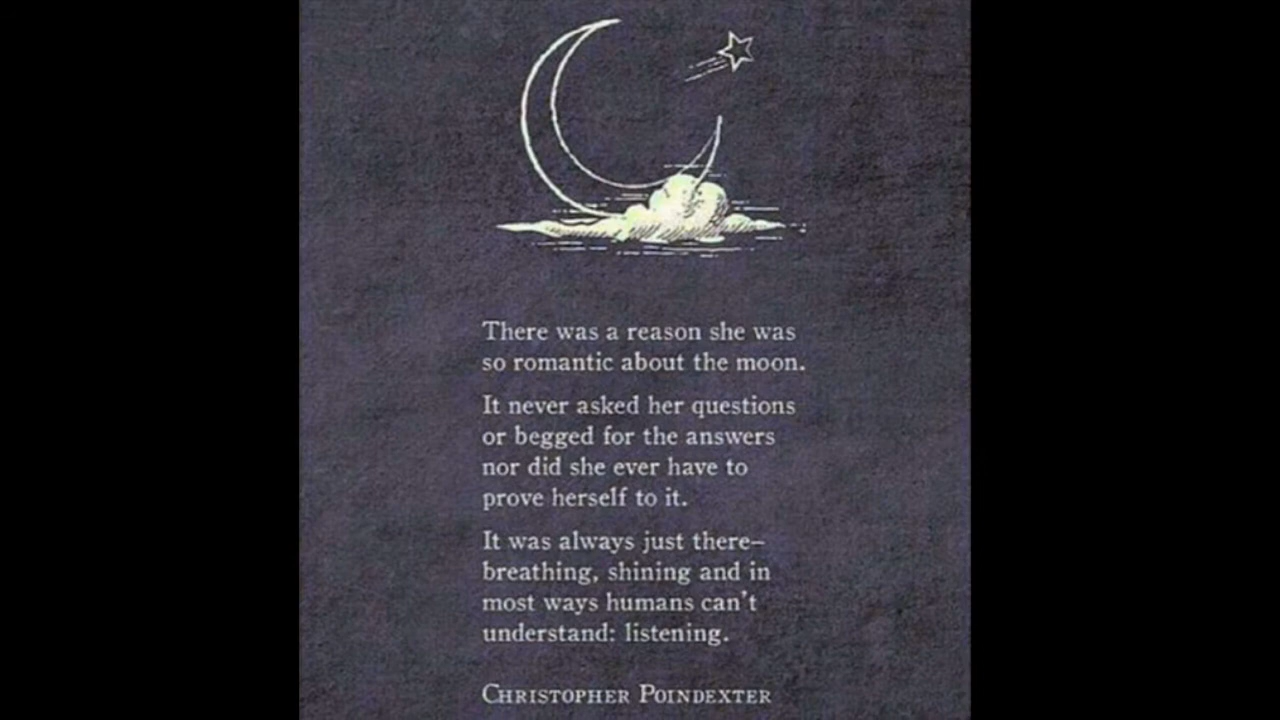 There was a reason she was
so romantic about the moon.
It never asked her questions
or begged for the answers
nor did she ever have to
prove herself to it.
It was always just there—
breathing, shining and in
most ways humans can't
understand: listening.
CHRISTOPHER POINDEXTER